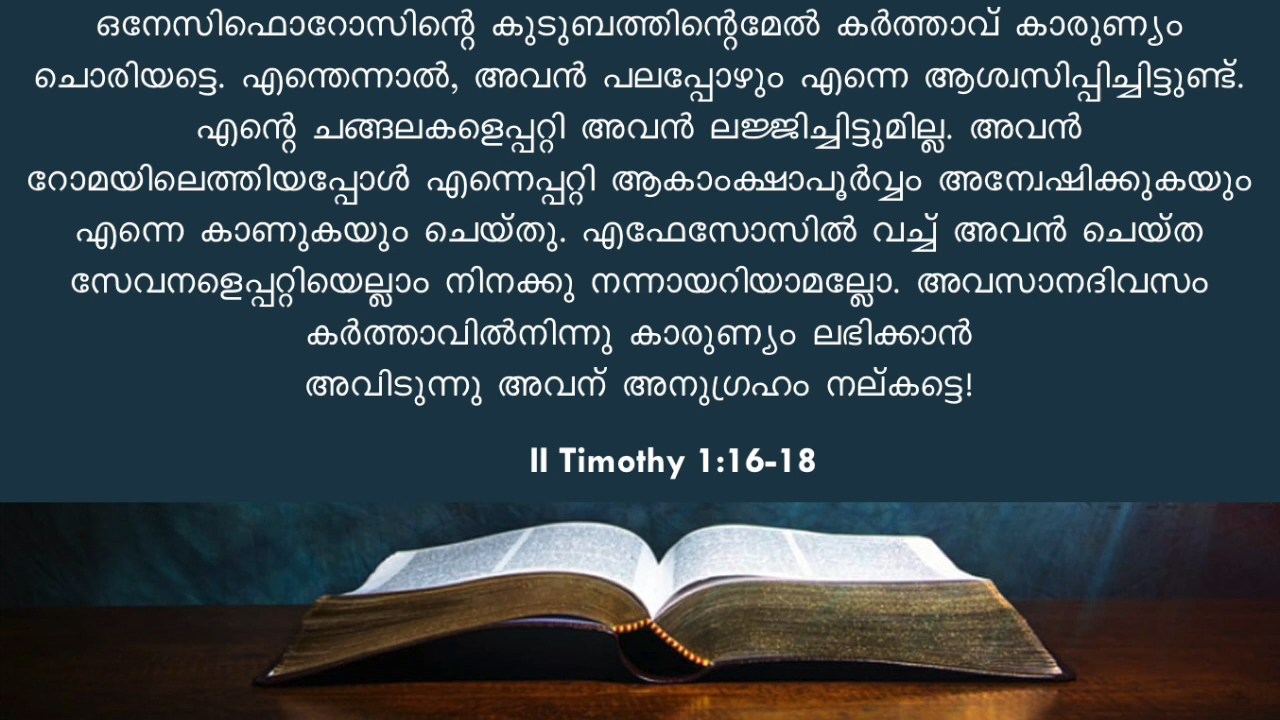 ഒനേസിഫൊറോസിന്റെ കുടുബത്തിന്റെമേൽ കർത്താവ് കാരുണ്യം
ചൊരിയട്ടെ. എന്തെന്നാൽ, അവൻ പലപ്പോഴും എന്നെ ആശ്വസിപ്പിച്ചിട്ടുണ്ട്.
എന്റെ ചങ്ങലകളെപ്പറ്റി അവൻ ലജ്ജിച്ചിട്ടുമില്ല. അവൻ
റോമയിലെത്തിയപ്പോൾ എന്നെപ്പറ്റി ആകാംക്ഷാപൂർവ്വം അന്വേഷിക്കുകയും
എന്നെ കാണുകയും ചെയ്തു. എഫേസോസിൽ വച്ച് അവൻ ചെയ്ത
സേവനളെപ്പറ്റിയെല്ലാം നിനക്കു നന്നായറിയാമല്ലോ. അവസാനദിവസം
കർത്താവിൽനിന്നു കാരുണ്യം ലഭിക്കാൻ
അവിടുന്നു അവന് അനുഗ്രഹം നല്കട്ടെ!
II Timothy 1:16-18